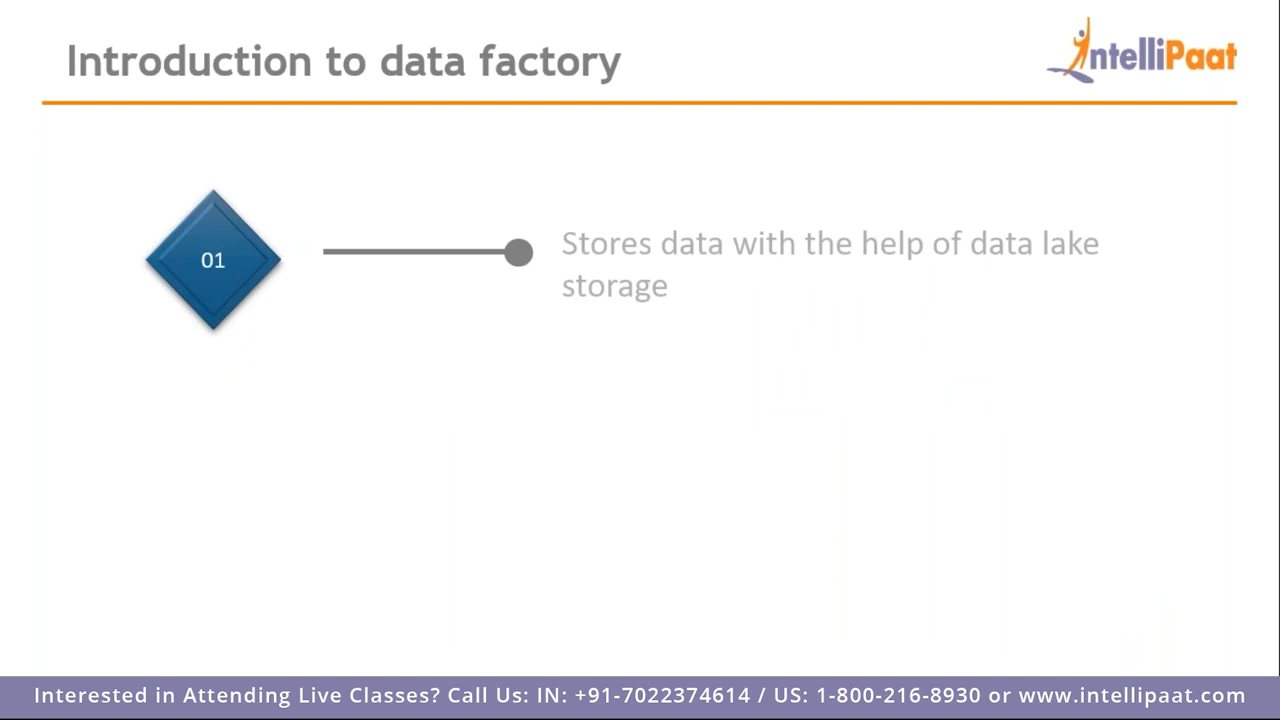 Introduction to data factory
IntelliPaat
01
Stores data with the help of data lake
storage
Interested in Attending Live Classes? Call Us: IN: +91-7022374614 / US: 1-800-216-8930 or www.intellipaat.com